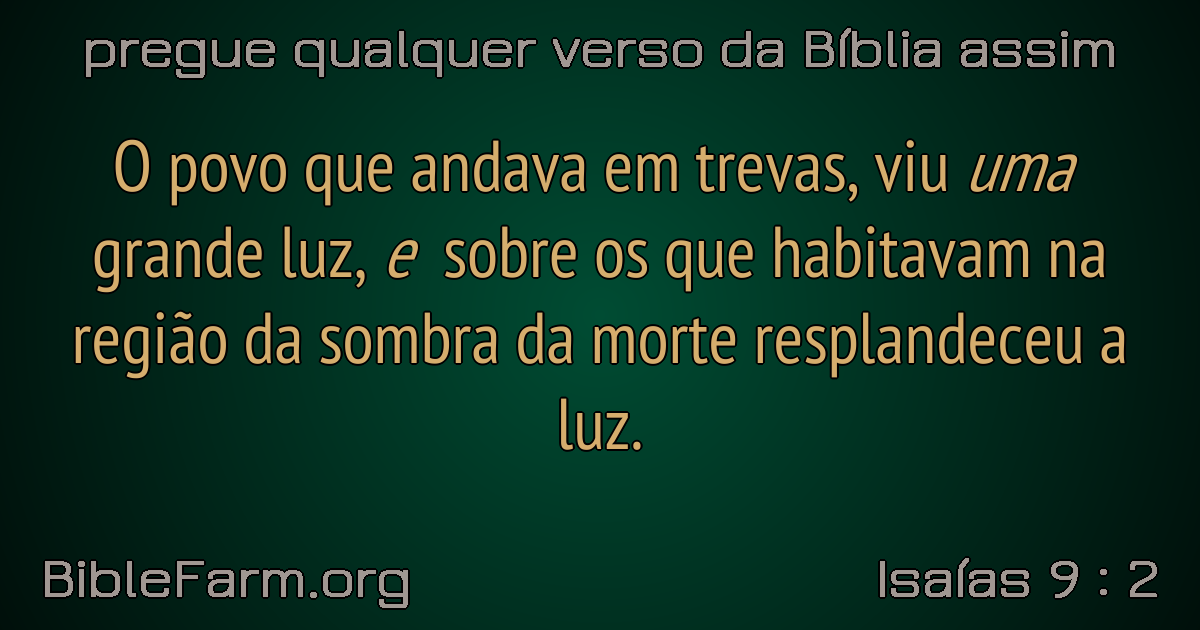 pregue qualquer verso da Bíblia assim
O povo que andava em trevas, viu uma
grande luz, e sobre os que habitavam na
região da sombra da morte resplandeceu a
luz.
BibleFarm.org
Isaías 9 : 2